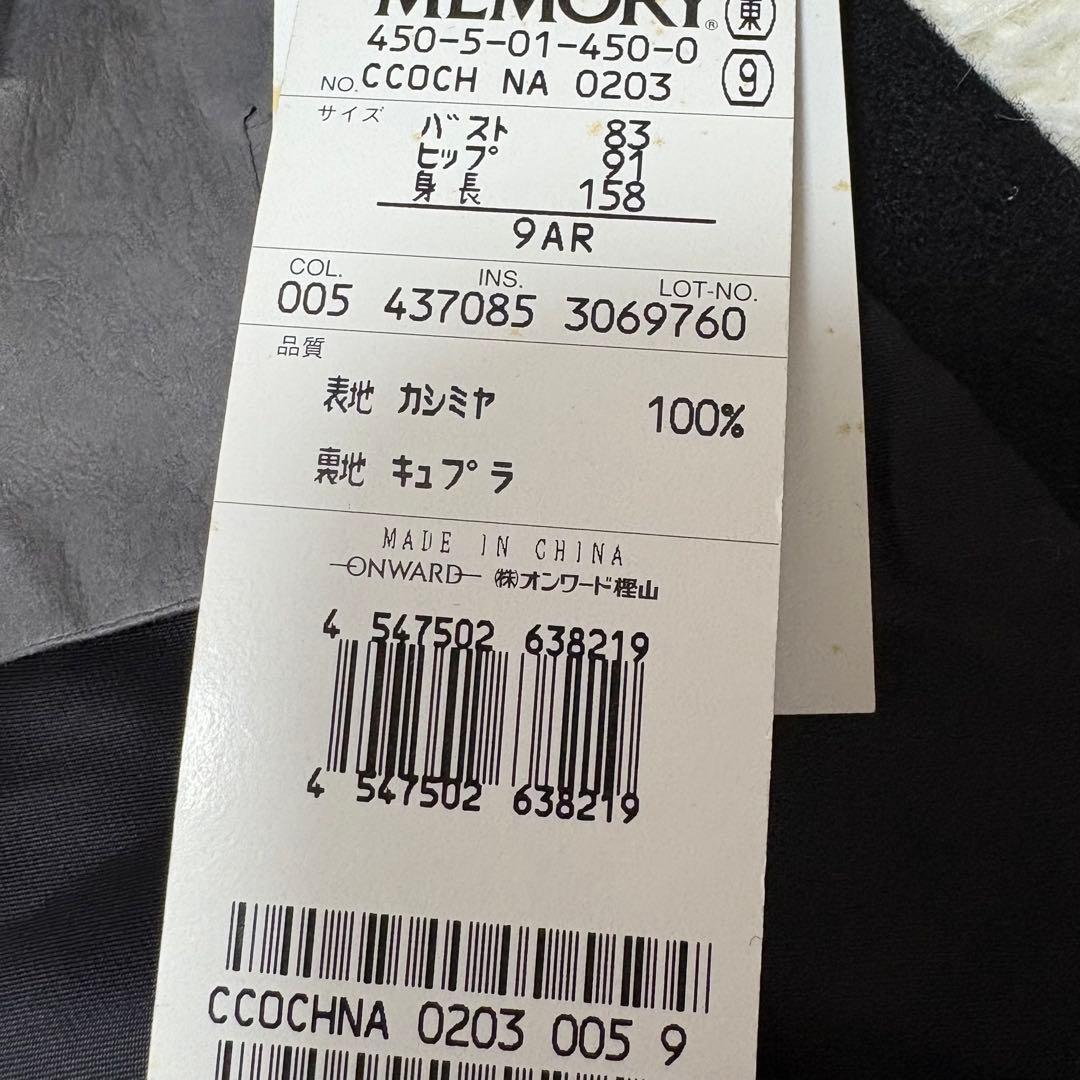 MEMORY® 東
450-5-01-450-0
NO. CCOCH NA 0203 9
サイズ
バスト 83
ヒップ 91
身長 158
9AR
COL. INS. LOT-NO.
005 437085 3069760
品質
表地 カシミヤ 100%
裏地 キュプラ
MADE IN CHINA
ONWARD ㈱オンワード樫山
4 547502 638219
4 547502 638219
CCOCHNA 0203 005 9